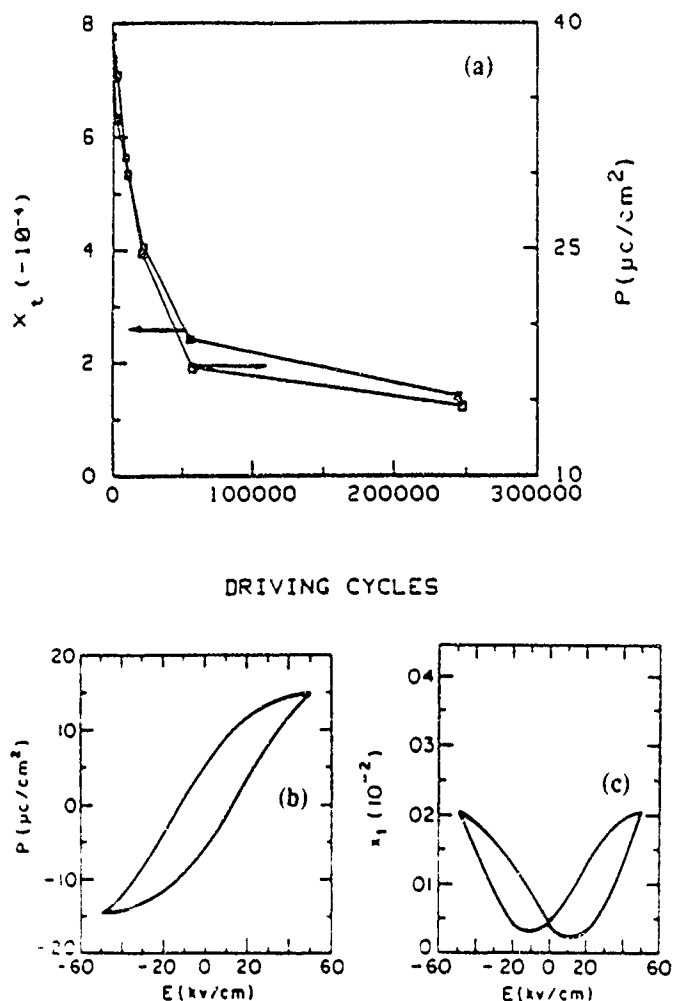 8
6
4
2
0
X t (-10⁻⁴)
(a)
40
25
10
P(µc/cm²)
0 100000 200000 300000
DRIVING CYCLES
20
10
0
-10
-20
P(µc/cm²)
(b)
-60 -20 20 60
E(kv/cm)
04
03
02
01
0
x₁ (10⁻²)
(c)
-60 -20 0 20 60
E(kv/cm)